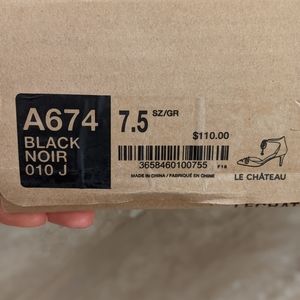 A674
BLACK
NOIR
010 J
7.5 SZ/GR
$110.00
3658460100755 F18
MADE IN CHINA / FABRIQUÉ EN CHINE
LE CHÂTEAU